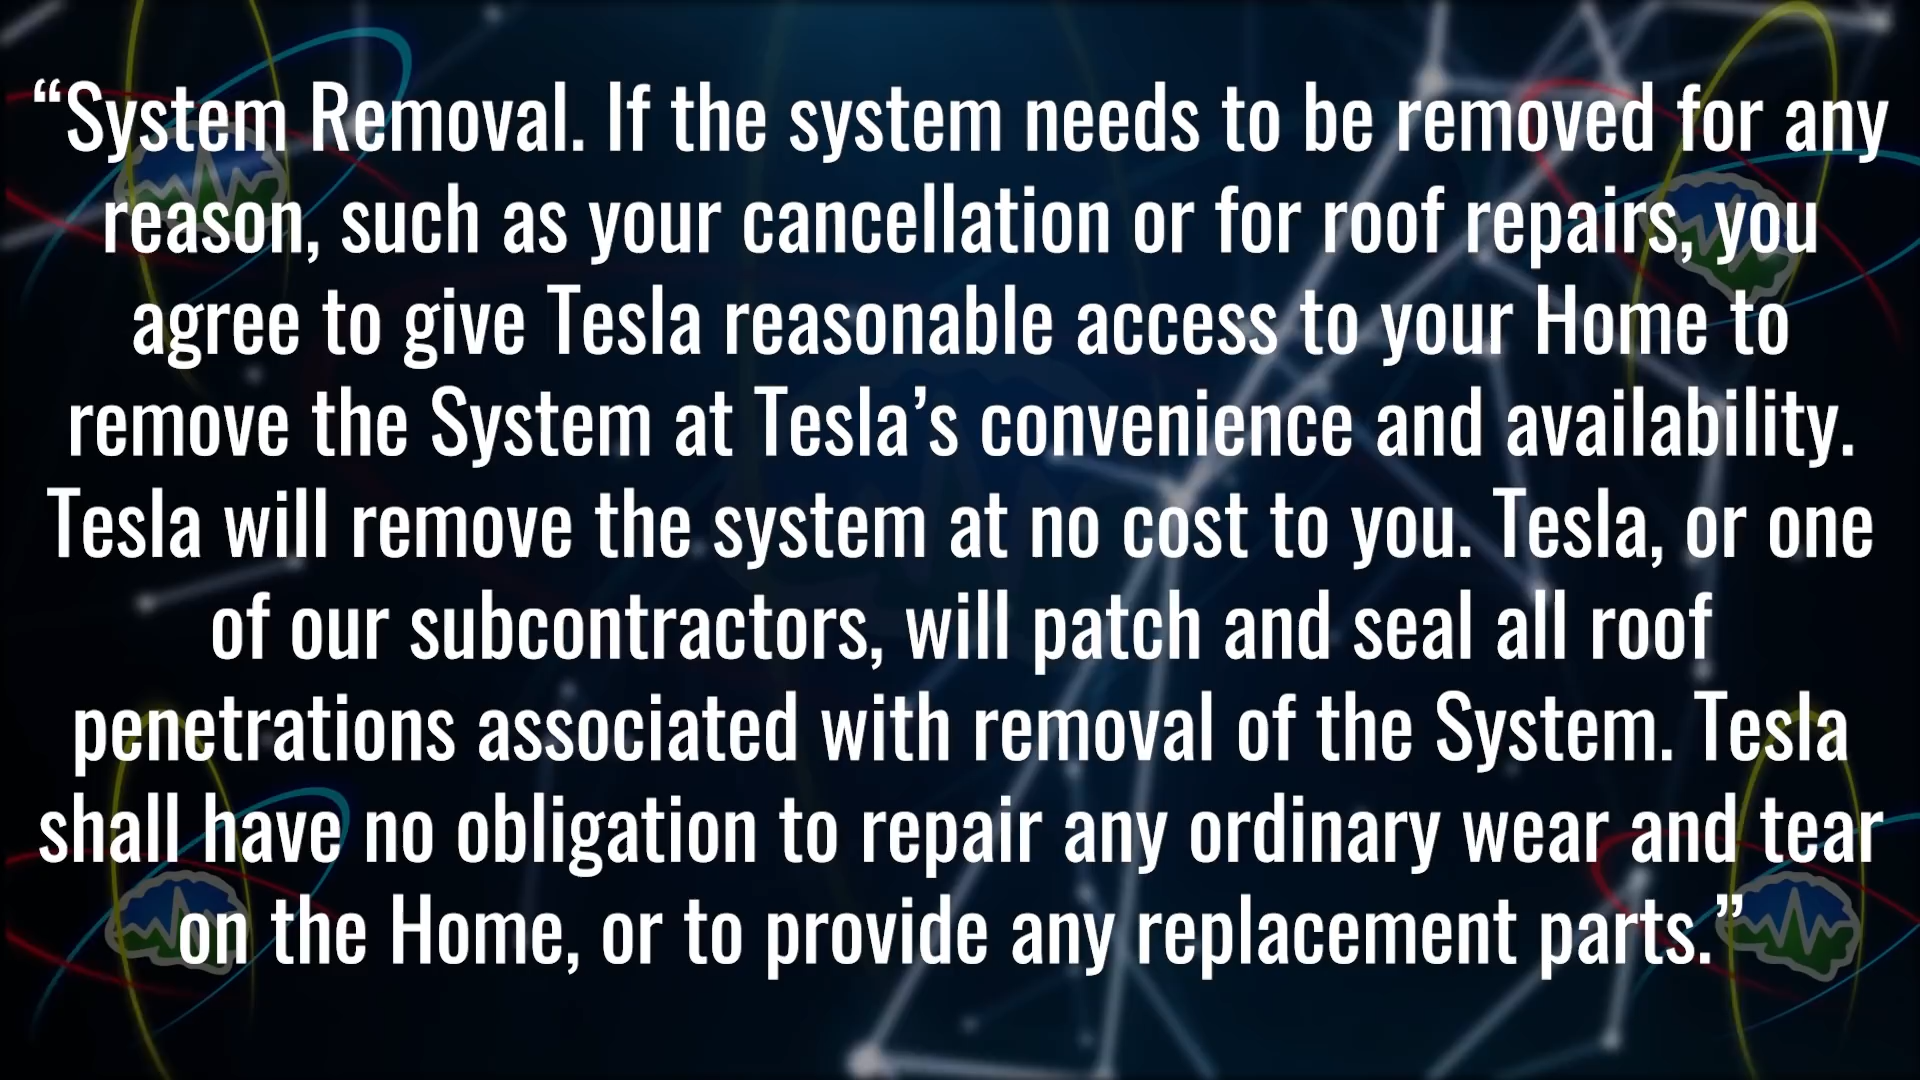 “System Removal. If the system needs to be removed for any
reason, such as your cancellation or for roof repairs, you
agree to give Tesla reasonable access to your Home to
remove the System at Tesla’s convenience and availability.
Tesla will remove the system at no cost to you. Tesla, or one
of our subcontractors, will patch and seal all roof
penetrations associated with removal of the System. Tesla
shall have no obligation to repair any ordinary wear and tear
on the Home, or to provide any replacement parts.”